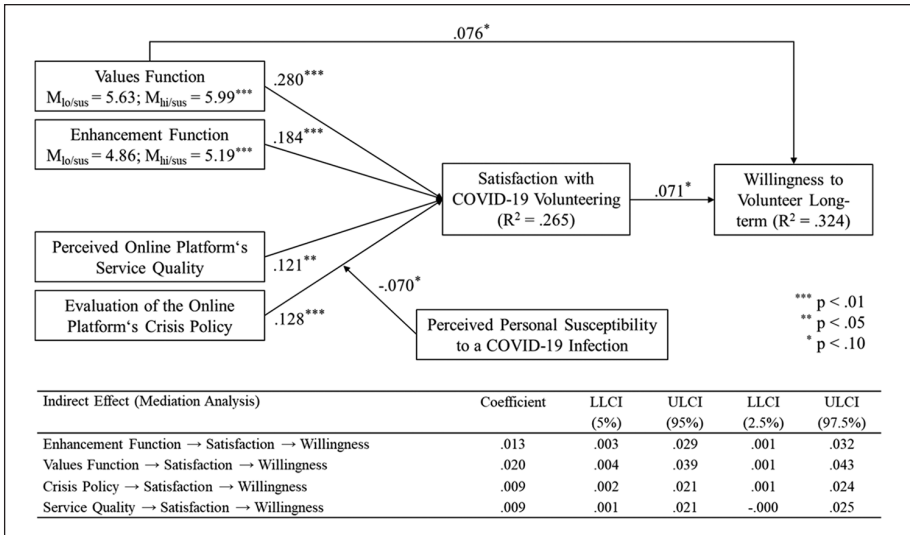 .076*
Values Function
Mlo/sus = 5.63; Mhi/sus = 5.99***
.280***
Enhancement Function
Mlo/sus = 4.86; Mhi/sus = 5.19***
.184***
Satisfaction with
COVID-19 Volunteering
(R² = .265)
.071*
Willingness to
Volunteer Long-
term (R² = .324)
Perceived Online Platform‘s
Service Quality
.121**
Evaluation of the Online
Platform‘s Crisis Policy
.128***
-.070*
Perceived Personal Susceptibility
to a COVID-19 Infection
*** p < .01
** p < .05
* p < .10
Indirect Effect (Mediation Analysis) Coefficient LLCI ULCI LLCI ULCI
(5%) (95%) (2.5%) (97.5%)
Enhancement Function → Satisfaction → Willingness .013 .003 .029 .001 .032
Values Function → Satisfaction → Willingness .020 .004 .039 .001 .043
Crisis Policy → Satisfaction → Willingness .009 .002 .021 .001 .024
Service Quality → Satisfaction → Willingness .009 .001 .021 -.000 .025